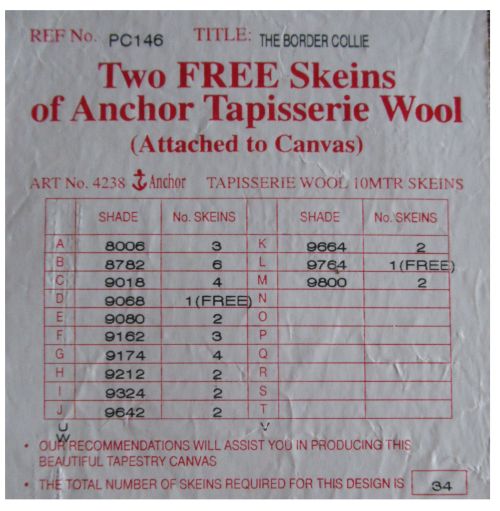 REF No. PC146 TITLE: THE BORDER COLLIE
Two FREE Skeins
of Anchor Tapisserie Wool
(Attached to Canvas)
ART No. 4238 Anchor TAPISSERIE WOOL 10MTR SKEINS
SHADE No. SKEINS SHADE No. SKEINS
A 8006 3 K 9664 2
B 8782 6 L 9764 1(FREE)
C 9018 4 M 9800 2
D 9068 1(FREE) N
E 9080 2 O
F 9162 3 P
G 9174 4 Q
H 9212 2 R
I 9324 2 S
J 9642 2 T
U V
W
• OUR RECOMMENDATIONS WILL ASSIST YOU IN PRODUCING THIS
BEAUTIFUL TAPESTRY CANVAS
• THE TOTAL NUMBER OF SKEINS REQUIRED FOR THIS DESIGN IS 34